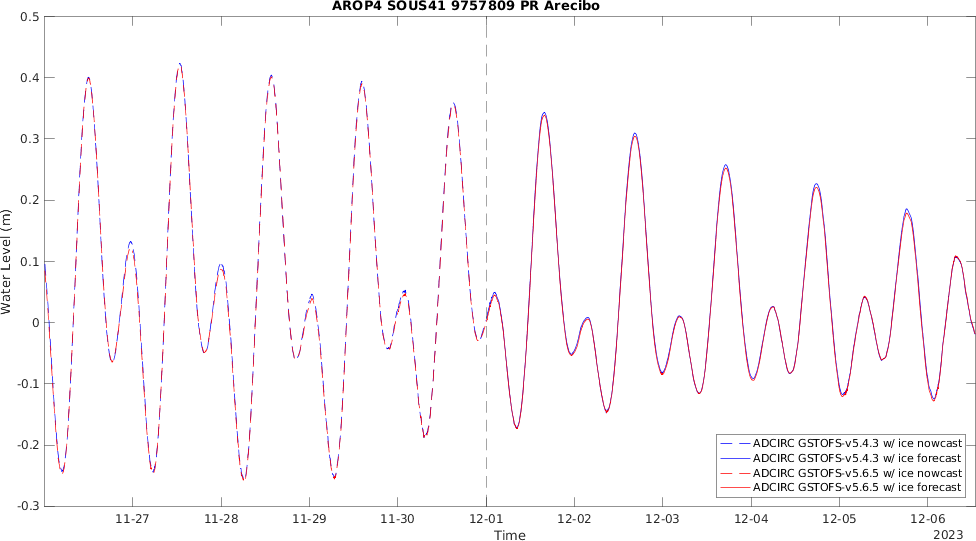 AROP4 SOUS41 9757809 PR Arecibo
0.5
0.4
0.3
0.2
0.1
0
-0.1
-0.2
-0.3
Water Level (m)
ADCIRC GSTOFS-v5.4.3 w/ ice nowcast
ADCIRC GSTOFS-v5.4.3 w/ ice forecast
ADCIRC GSTOFS-v5.6.5 w/ ice nowcast
ADCIRC GSTOFS-v5.6.5 w/ ice forecast
11-27 11-28 11-29 11-30 12-01 12-02 12-03 12-04 12-05 12-06
Time 2023